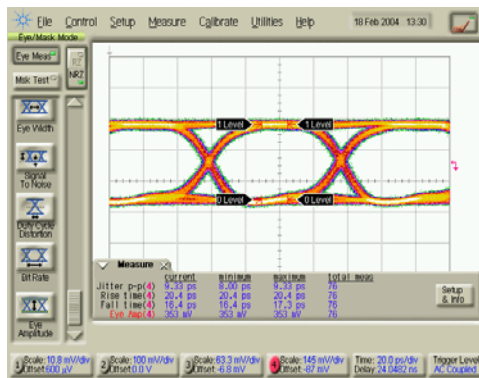 File Control Setup Measure Calibrate Utilities Help 18 Feb 2004 13:30
Eye/Mask Mode
Eye Meas
RZ
NRZ
Msk Test
Eye Width
Signal To Noise
Duty Cycle Distortion
Bit Rate
Eye Amplitude
1 Level 1 Level
0 Level 0 Level
Measure
current minimum maximum total meas
Jitter p-p(4) 9.33 ps 8.00 ps 9.33 ps 76
Rise time(4) 20.4 ps 20.4 ps 20.4 ps 76
Fall time(4) 16.4 ps 16.4 ps 17.3 ps 76
Eye Amp(4) 353 mV 353 mV 353 mV 76
Setup & Info
1 Scale: 10.8 mV/div 2 Scale: 100 mV/div 3 Scale: 63.3 mV/div 4 Scale: 145 mV/div Time: 20.0 ps/div Trigger Level
Offset: 600 µV Offset: 0.0 V Offset: -6.8 mV Offset: -87 mV Delay: 24.0482 ns AC Coupled